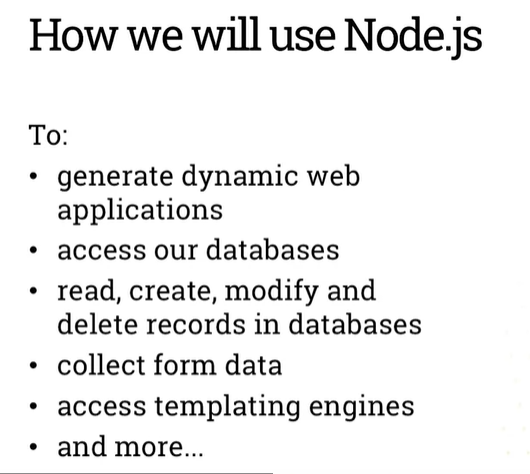 How we will use Node.js
To:
• generate dynamic web
applications
• access our databases
• read, create, modify and
delete records in databases
• collect form data
• access templating engines
• and more...